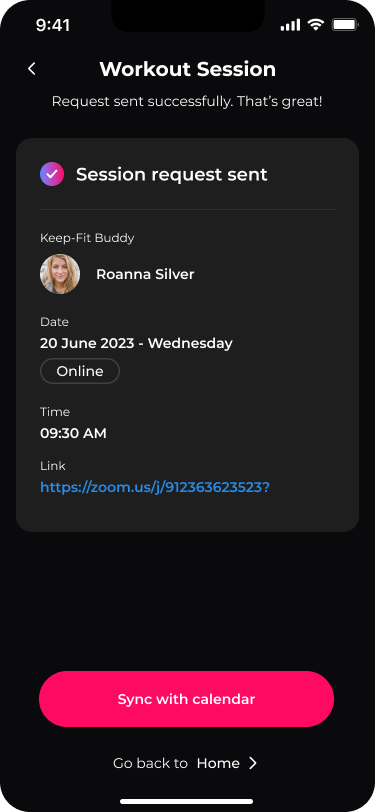 9:41
Workout Session
Request sent successfully. That's great!
Session request sent
Keep-Fit Buddy
Roanna Silver
Date
20 June 2023 - Wednesday
Online
Time
09:30 AM
Link
https://zoom.us/j/912363623523?
Sync with calendar
Go back to Home